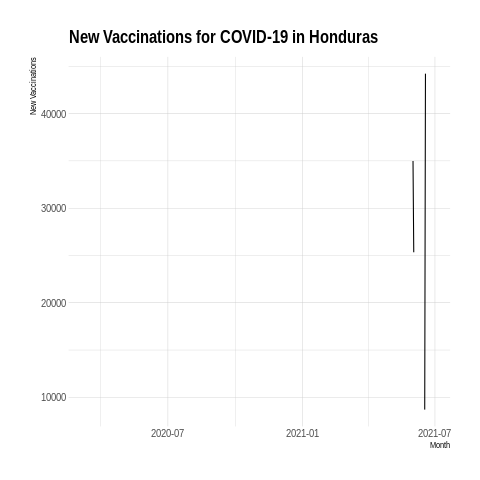 New Vaccinations for COVID-19 in Honduras
New Vaccinations
40000
30000
20000
10000
2020-07
2021-01
2021-07
Month